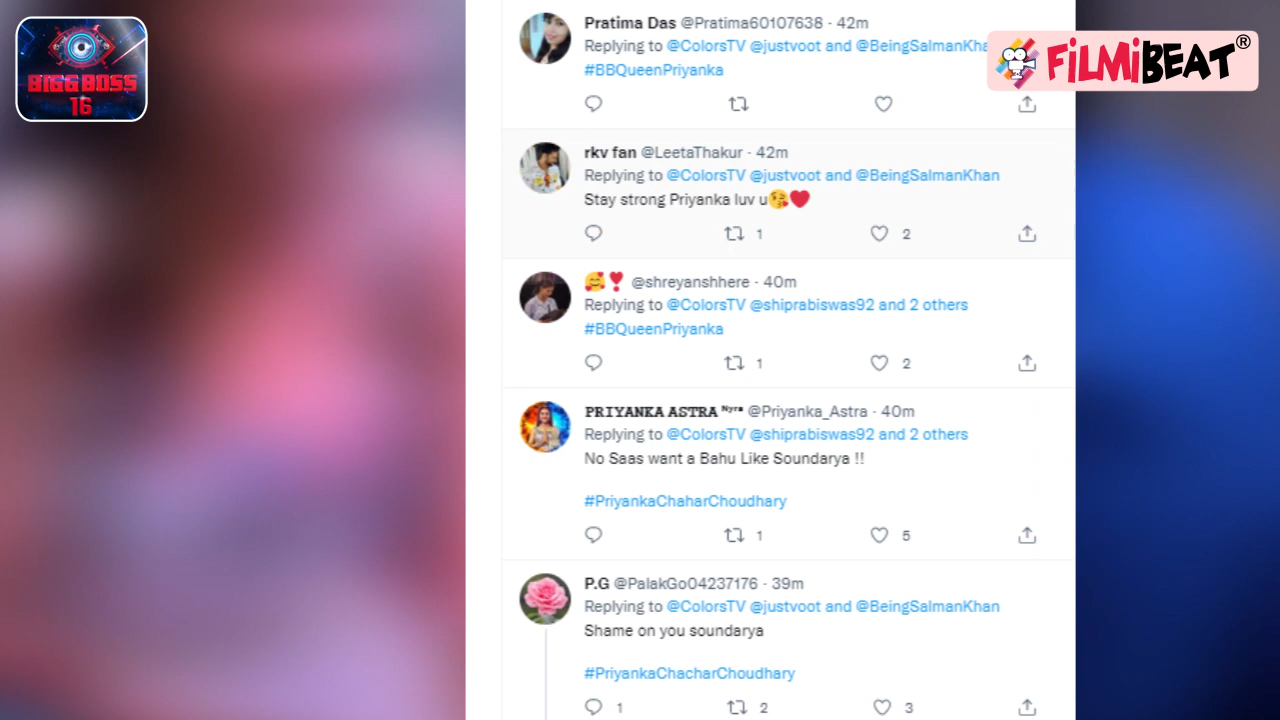 BIGG BOSS
16
FiLMiBEAT®
Pratima Das @Pratima60107638 · 42m
Replying to @ColorsTV @justvoot and @BeingSalmanKha
#BBQueenPriyanka
rkv fan @LeetaThakur · 42m
Replying to @ColorsTV @justvoot and @BeingSalmanKhan
Stay strong Priyanka luv u😘❤️
1 2
🥰❣️ @shreyanshhere · 40m
Replying to @ColorsTV @shiprabiswas92 and 2 others
#BBQueenPriyanka
1 2
PRIYANKA ASTRA ᴺʸʳᵃ @Priyanka_Astra · 40m
Replying to @ColorsTV @shiprabiswas92 and 2 others
No Saas want a Bahu Like Soundarya !!
#PriyankaChaharChoudhary
1 5
P.G @PalakGo04237176 · 39m
Replying to @ColorsTV @justvoot and @BeingSalmanKhan
Shame on you soundarya
#PriyankaChacharChoudhary
1 2 3